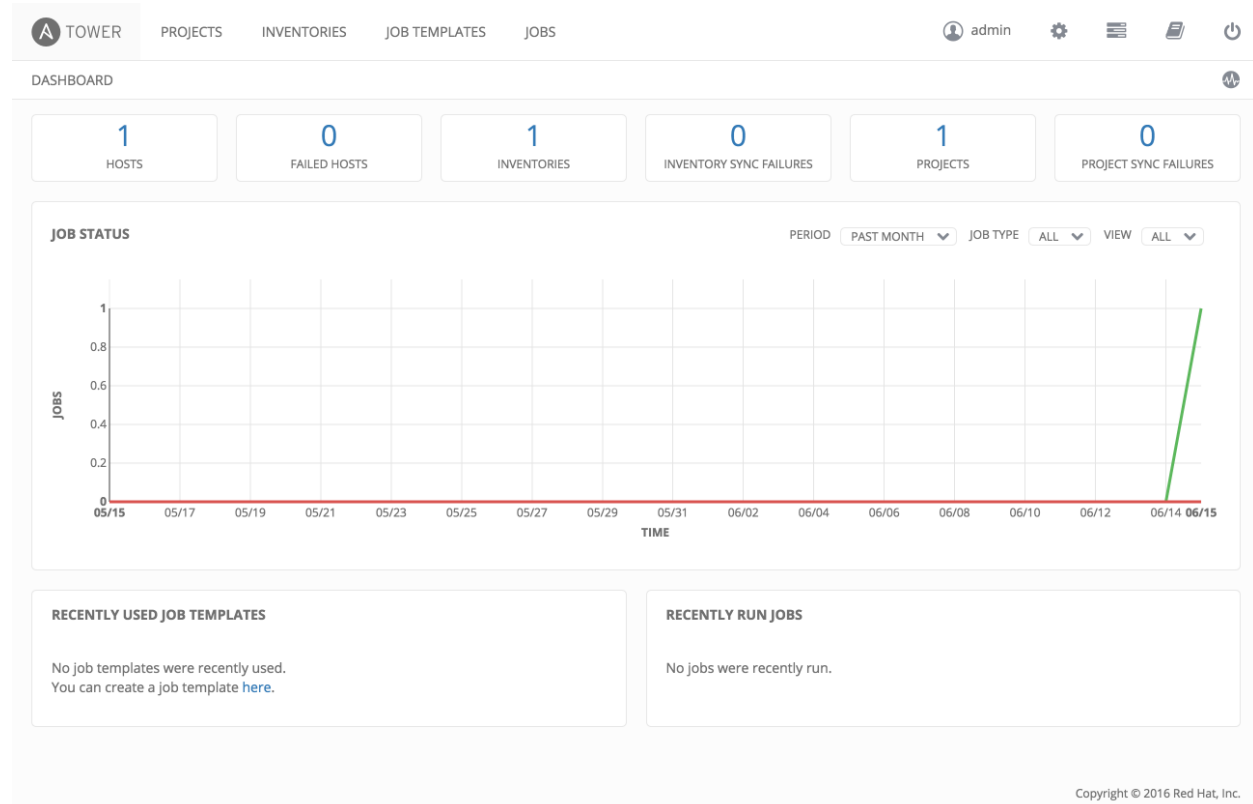 A TOWER PROJECTS INVENTORIES JOB TEMPLATES JOBS admin
DASHBOARD
1 0 1 0 1 0
HOSTS FAILED HOSTS INVENTORIES INVENTORY SYNC FAILURES PROJECTS PROJECT SYNC FAILURES
JOB STATUS PERIOD PAST MONTH JOB TYPE ALL VIEW ALL
1
0.8
0.6
JOBS
0.4
0.2
0
05/15 05/17 05/19 05/21 05/23 05/25 05/27 05/29 05/31 06/02 06/04 06/06 06/08 06/10 06/12 06/14 06/15
TIME
RECENTLY USED JOB TEMPLATES
No job templates were recently used.
You can create a job template here.
RECENTLY RUN JOBS
No jobs were recently run.
Copyright © 2016 Red Hat, Inc.